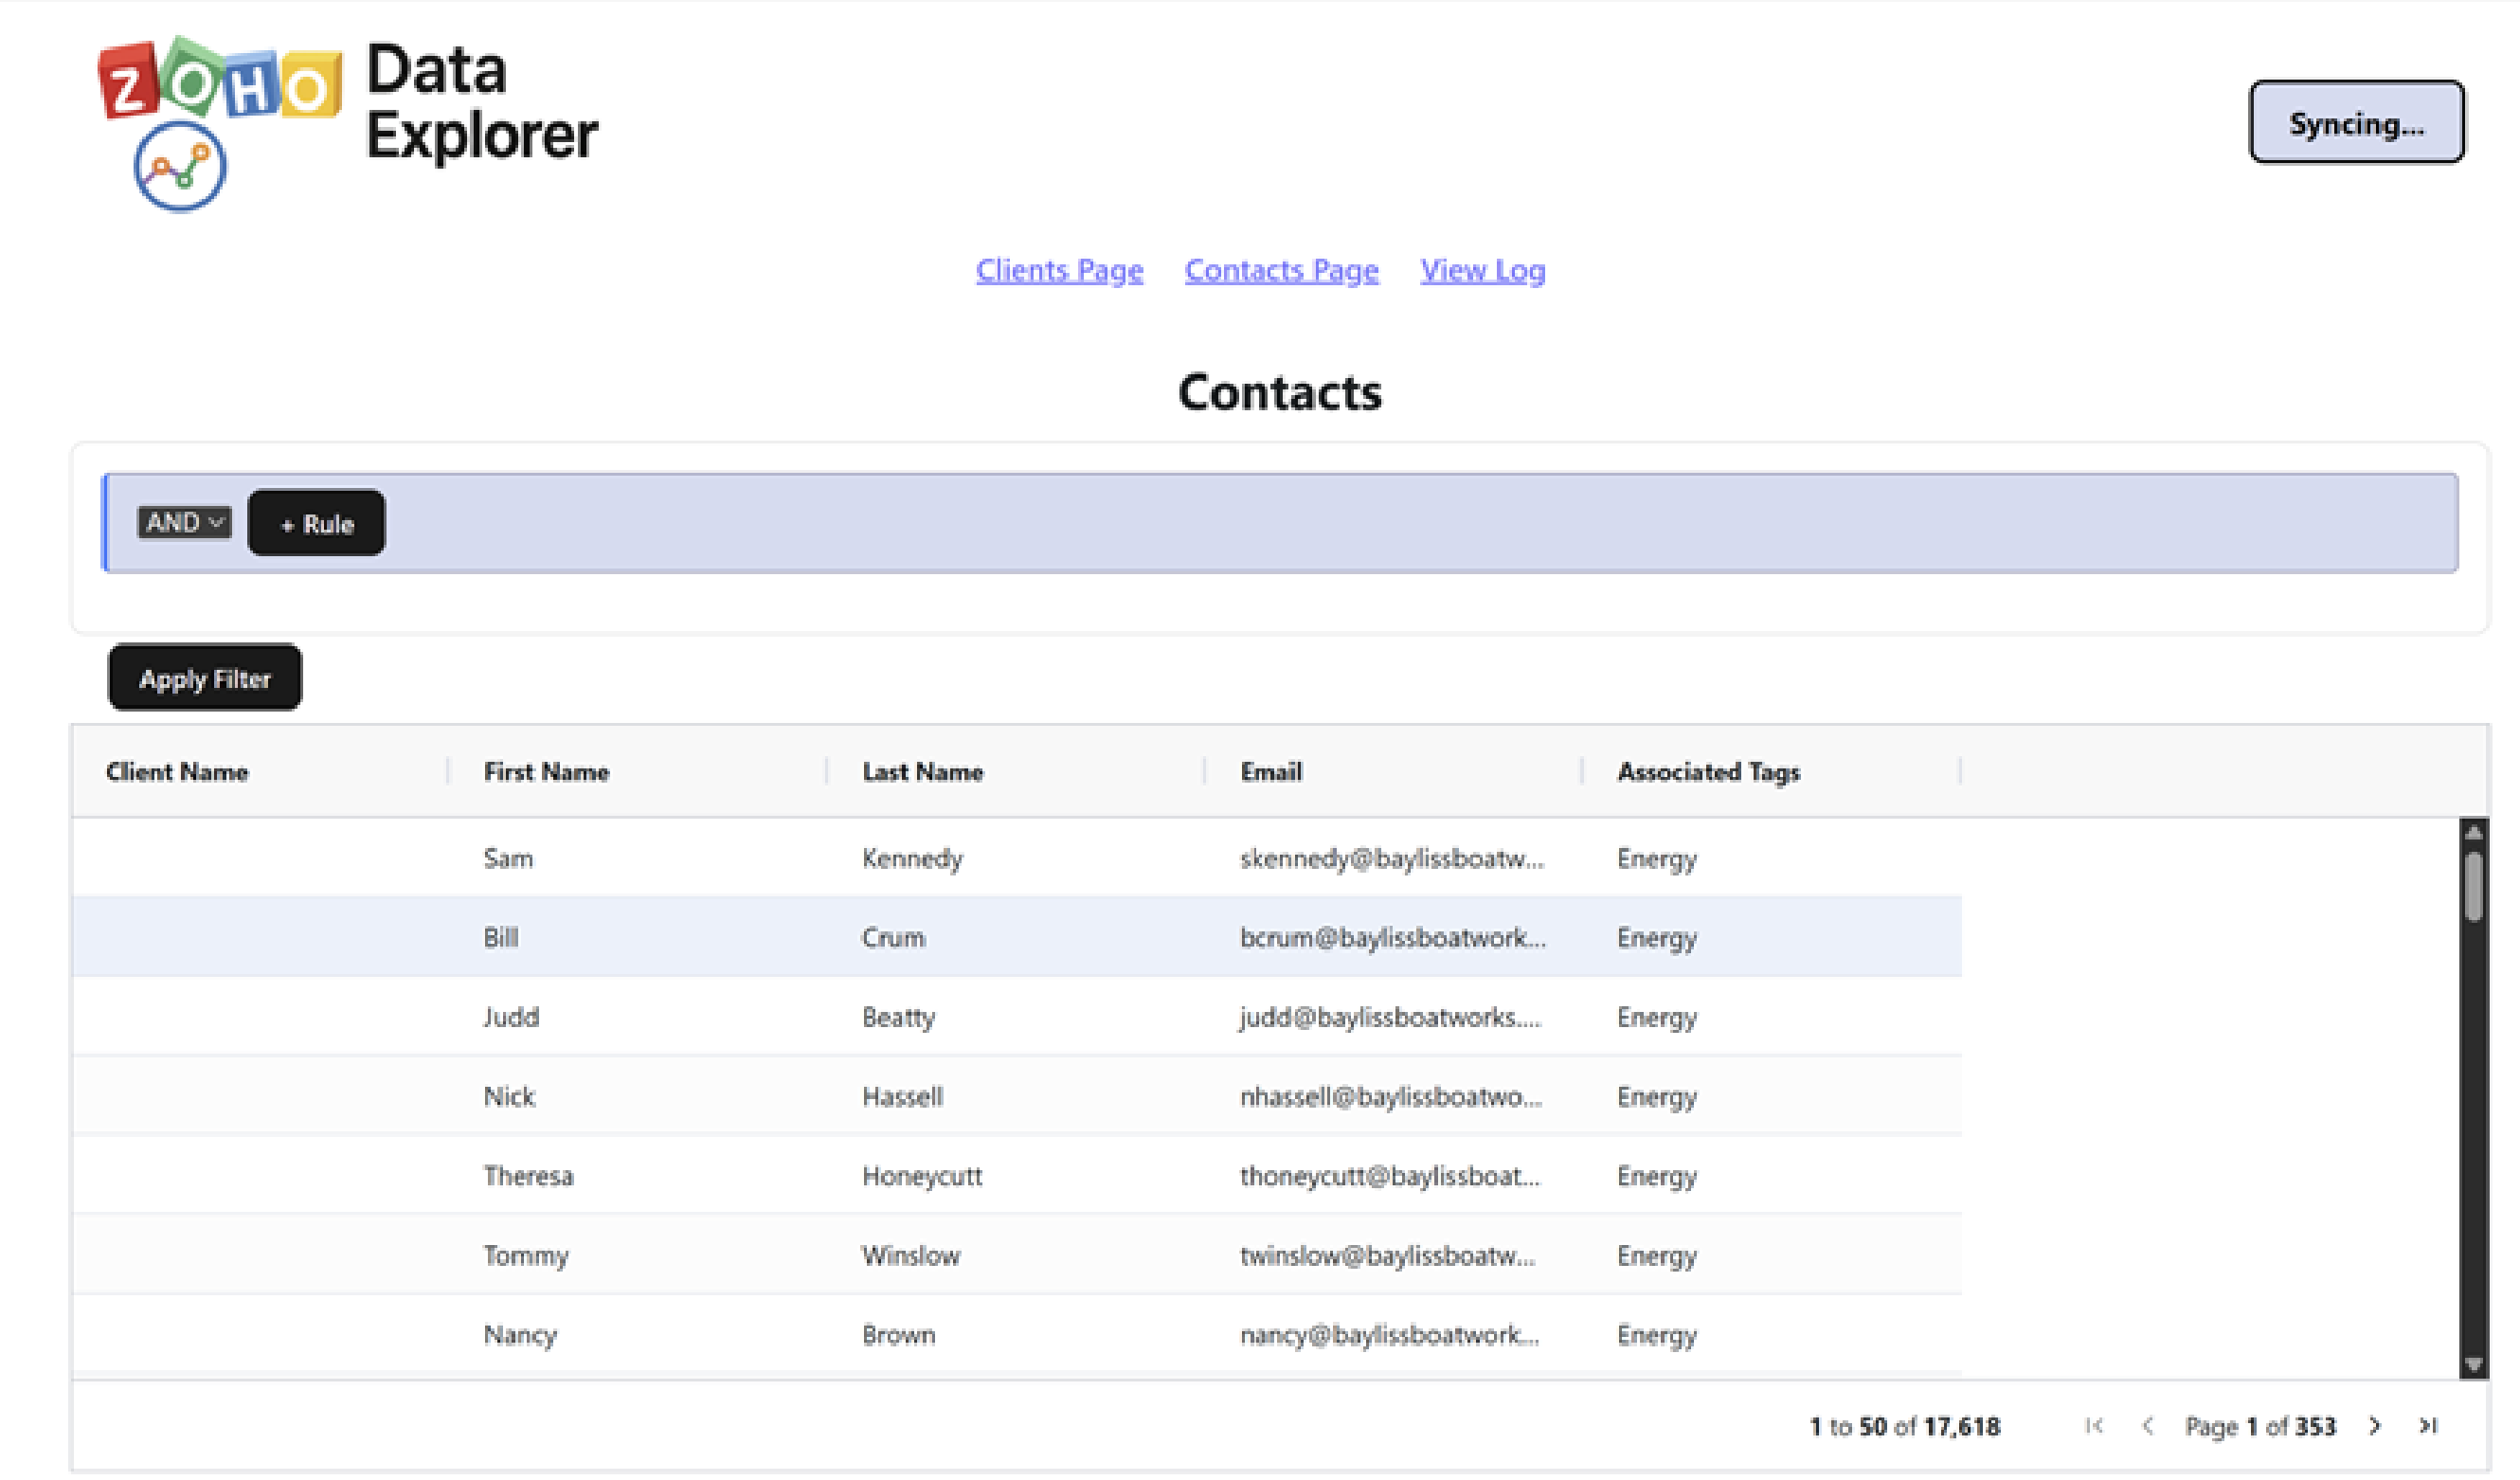 ZOHO Data
Explorer
Syncing...
Clients Page Contacts Page View Log
Contacts
AND + Rule
Apply Filter
Client Name First Name Last Name Email Associated Tags
Sam Kennedy skennedy@baylissboatw... Energy
Bill Crum bcrum@baylissboatwork... Energy
Judd Beatty judd@baylissboatworks.... Energy
Nick Hassell nhassell@baylissboatwo... Energy
Theresa Honeycutt thoneycutt@baylissboat... Energy
Tommy Winslow twinslow@baylissboatw... Energy
Nancy Brown nancy@baylissboatwork... Energy
1 to 50 of 17,618 Page 1 of 353